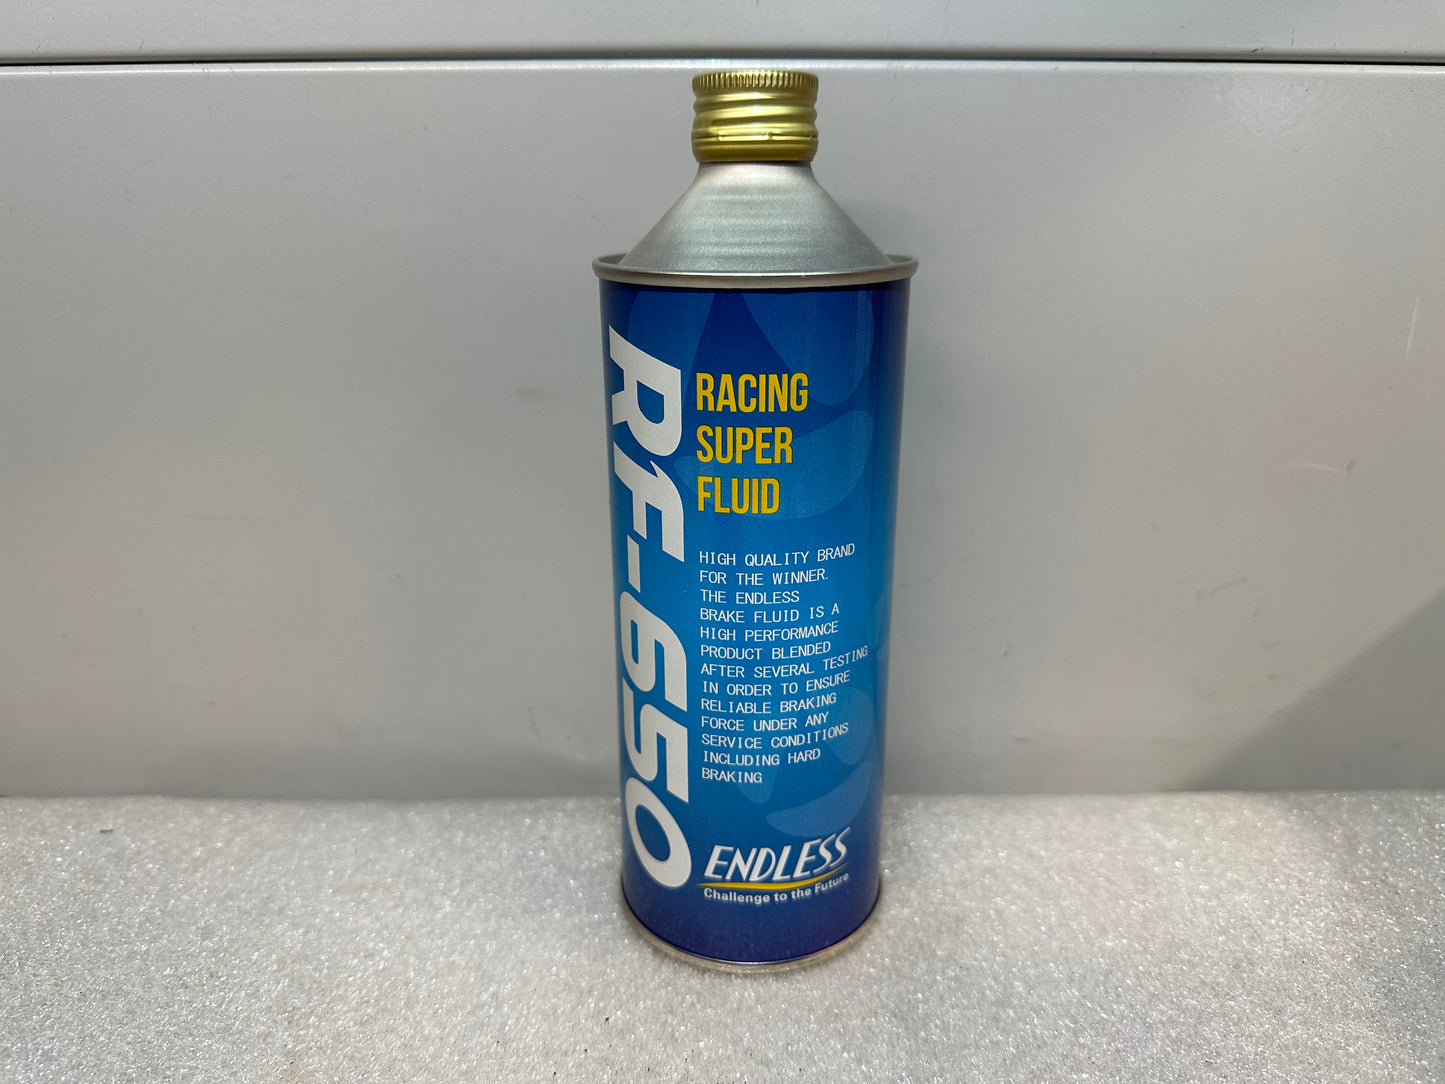 RF-650
RACING
SUPER
FLUID
HIGH QUALITY BRAND
FOR THE WINNER.
THE ENDLESS
BRAKE FLUID IS A
HIGH PERFORMANCE
PRODUCT BLENDED
AFTER SEVERAL TESTING
IN ORDER TO ENSURE
RELIABLE BRAKING
FORCE UNDER ANY
SERVICE CONDITIONS
INCLUDING HARD
BRAKING
ENDLESS
Challenge to the Future